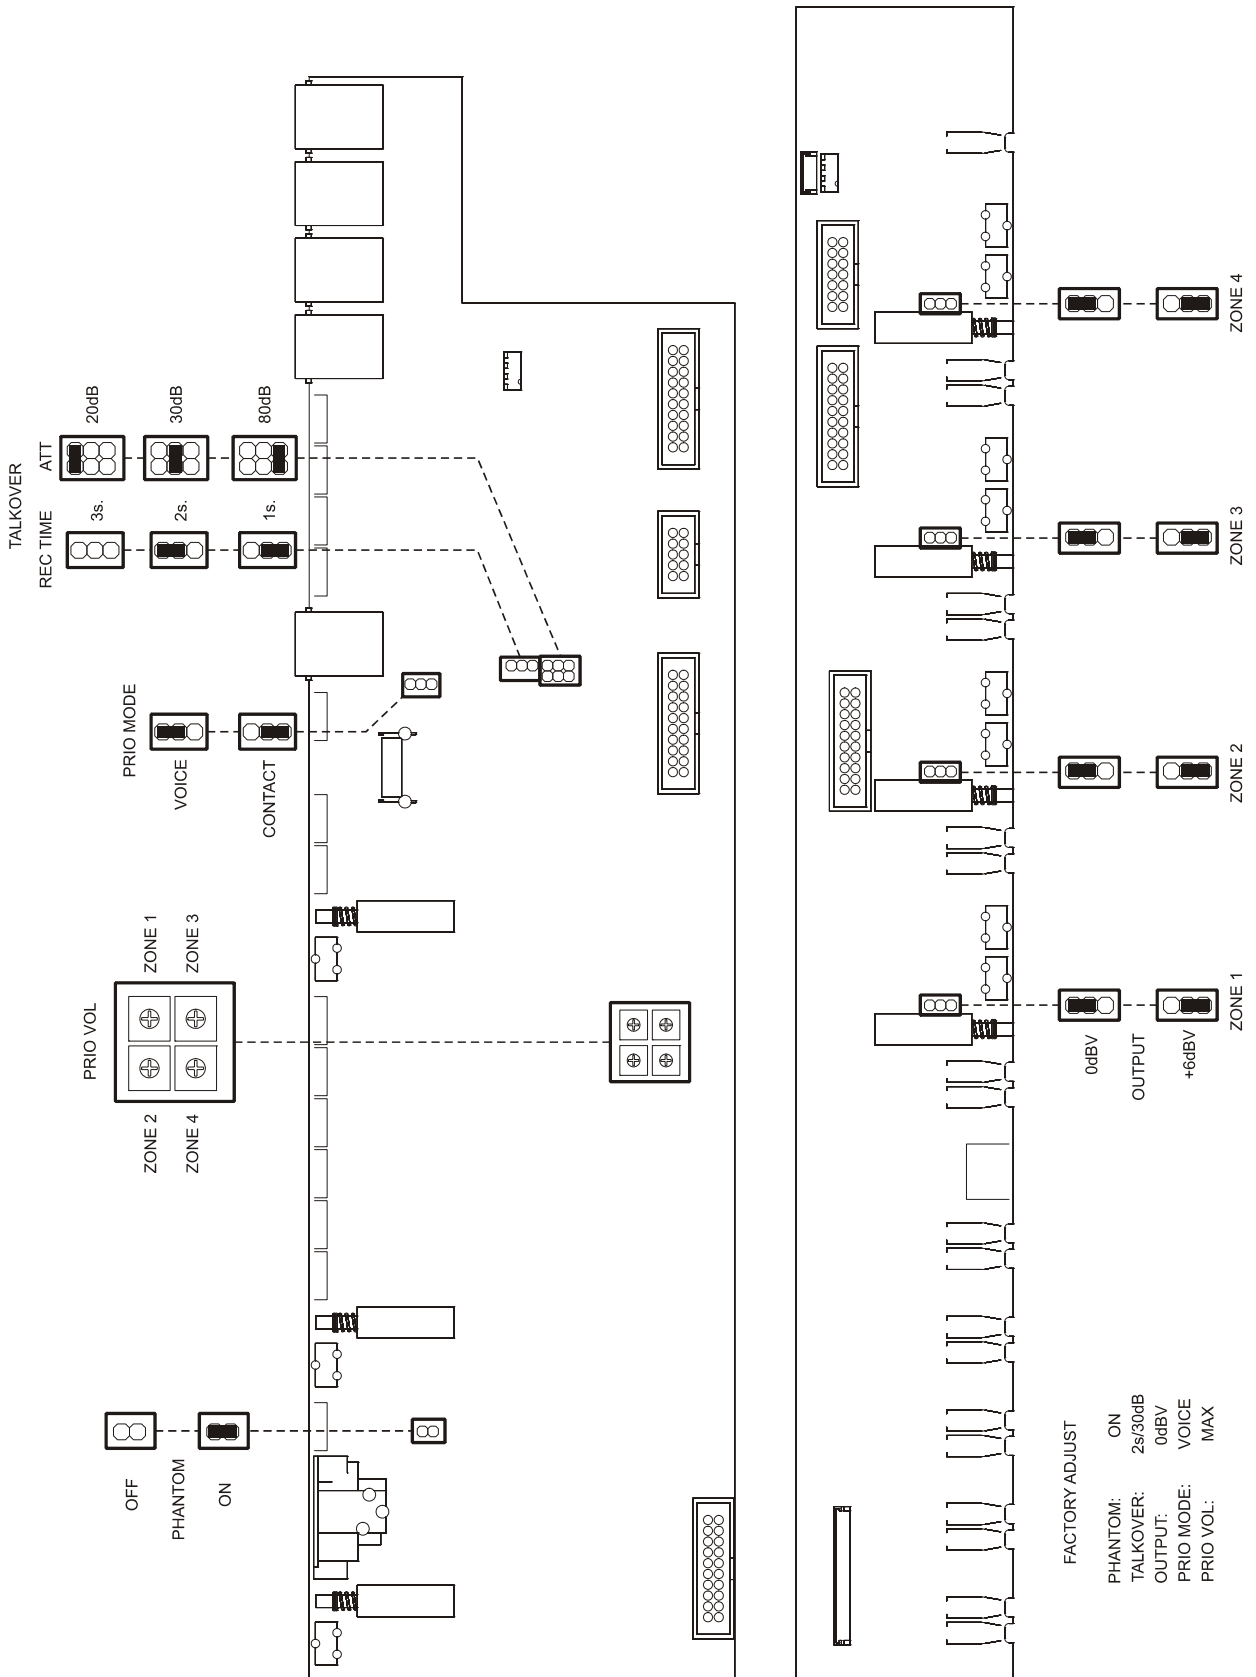 OFF
PHANTOM
ON
PRIO VOL
ZONE 2
ZONE 1
ZONE 4
ZONE 3
PRIO MODE
VOICE
CONTACT
TALKOVER
REC TIME
ATT
3s.
20dB
2s.
30dB
1s.
80dB
FACTORY ADJUST
PHANTOM: ON
TALKOVER: 2s/30dB
OUTPUT: 0dBV
PRIO MODE: VOICE
PRIO VOL: MAX
0dBV
OUTPUT
+6dBV
ZONE 1
ZONE 2
ZONE 3
ZONE 4